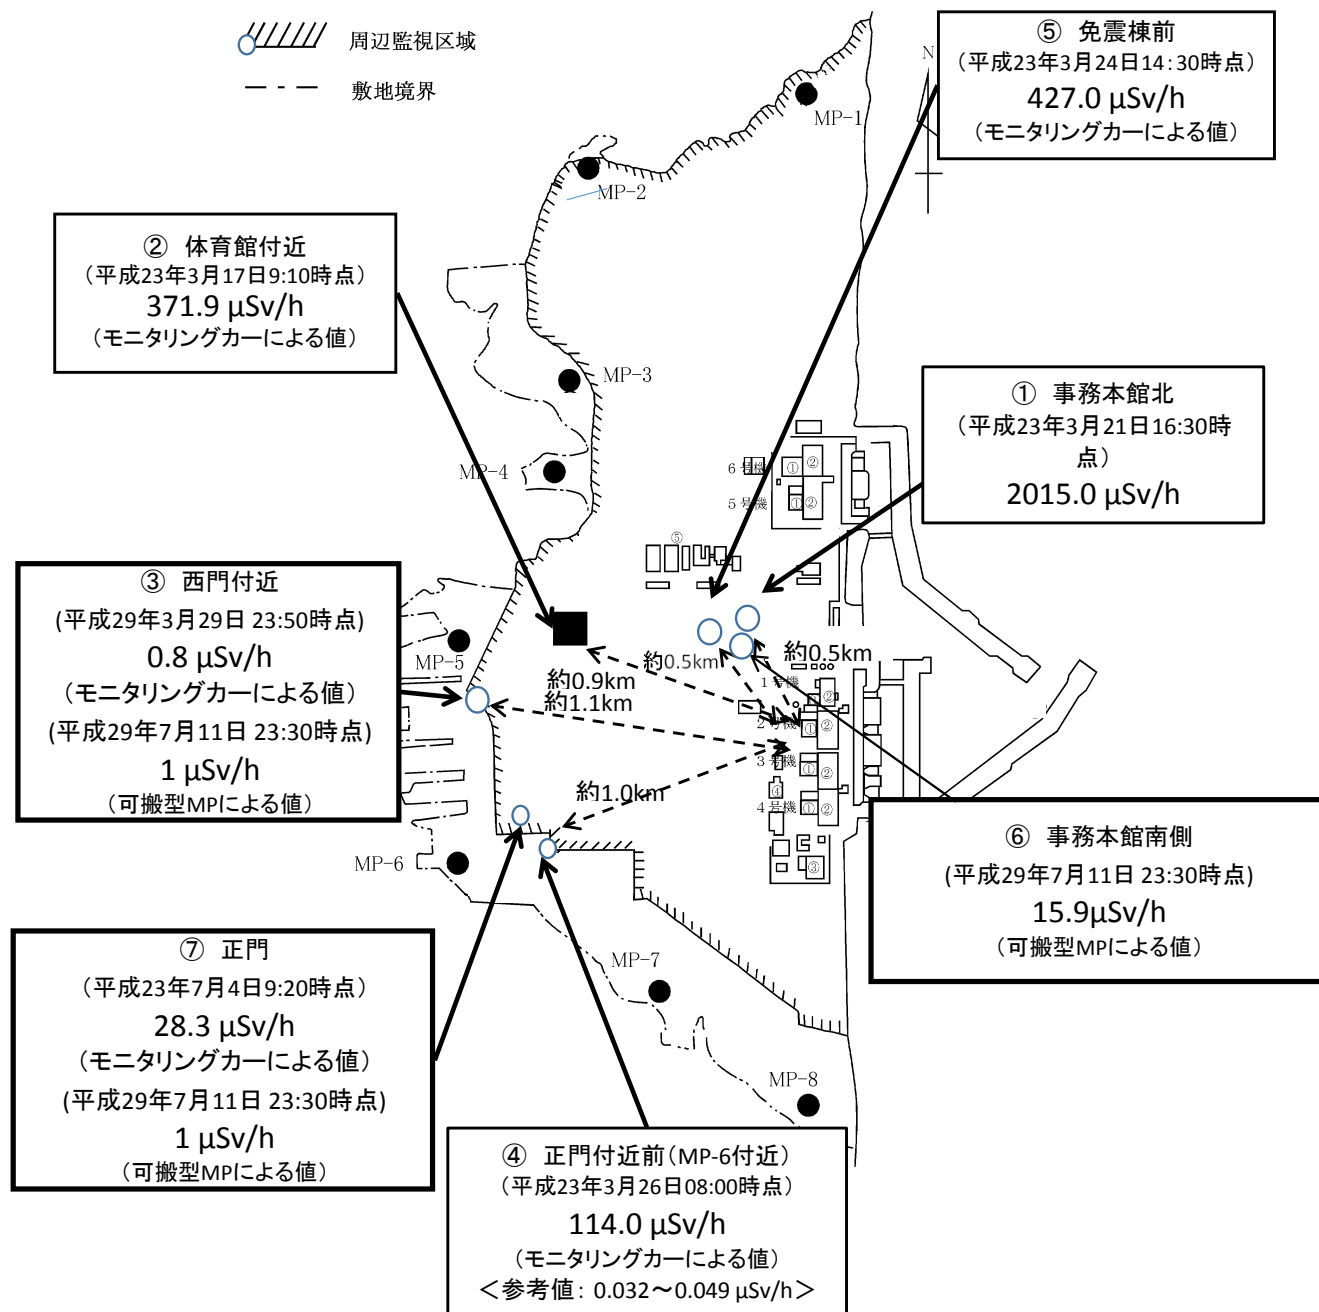 周辺監視区域
敷地境界
⑤ 免震棟前
(平成23年3月24日14:30時点)
427.0 μSv/h
(モニタリングカーによる値)
N
MP-1
MP-2
② 体育館付近
(平成23年3月17日9:10時点)
371.9 μSv/h
(モニタリングカーによる値)
MP-3
① 事務本館北
(平成23年3月21日16:30時
点)
2015.0 μSv/h
MP-4
6号機
①
②
5号機
①
②
⑤
③ 西門付近
(平成29年3月29日 23:50時点)
0.8 μSv/h
(モニタリングカーによる値)
(平成29年7月11日 23:30時点)
1 μSv/h
(可搬型MPによる値)
MP-5
約0.5km
約0.5km
約0.9km
約1.1km
1号機
②
2号機
①
②
3号機
①
②
約1.0km
④
4号機
①
②
③
MP-6
⑥ 事務本館南側
(平成29年7月11日 23:30時点)
15.9μSv/h
(可搬型MPによる値)
⑦ 正門
(平成23年7月4日9:20時点)
28.3 μSv/h
(モニタリングカーによる値)
(平成29年7月11日 23:30時点)
1 μSv/h
(可搬型MPによる値)
MP-7
MP-8
④ 正門付近前(MP-6付近)
(平成23年3月26日08:00時点)
114.0 μSv/h
(モニタリングカーによる値)
<参考値: 0.032~0.049 μSv/h>